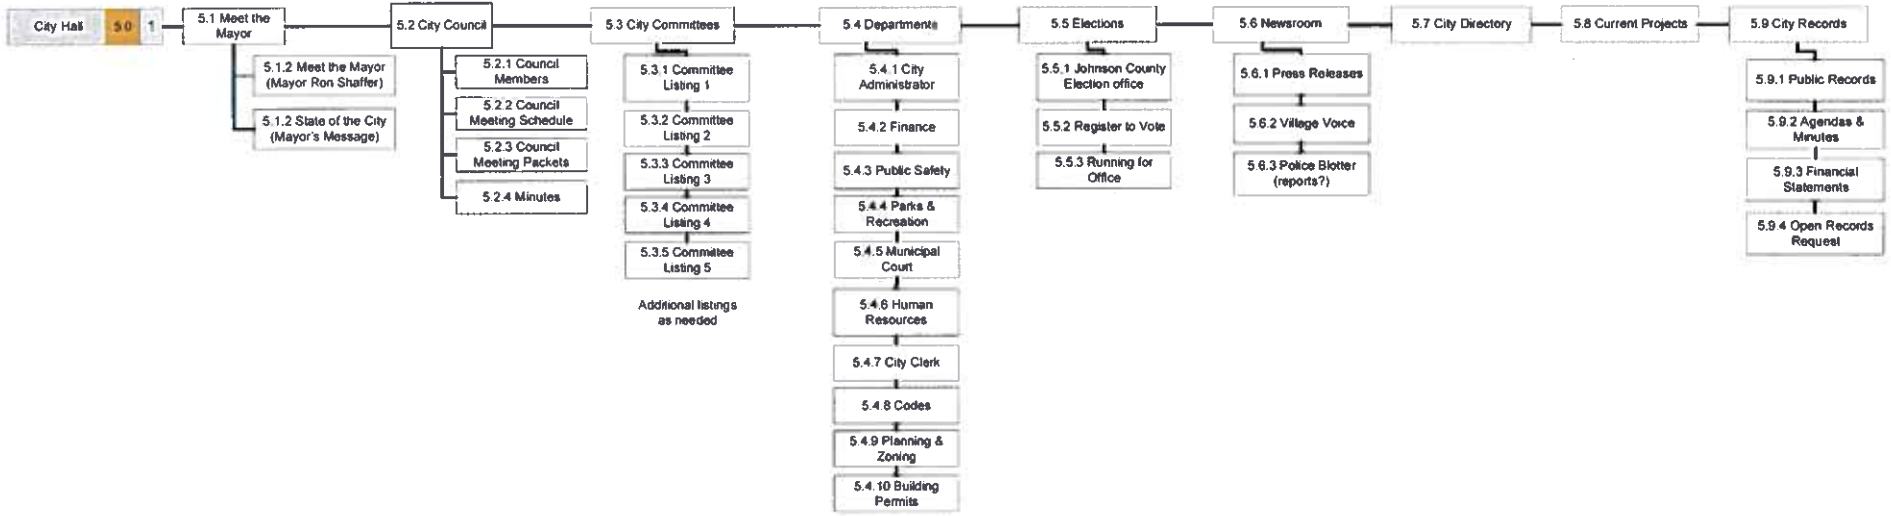 City Hall 5.0 1
5.1 Meet the
Mayor
5.1.2 Meet the Mayor
(Mayor Ron Shaffer)
5.1.2 State of the City
(Mayor's Message)
5.2 City Council
5.2.1 Council
Members
5.2.2 Council
Meeting Schedule
5.2.3 Council
Meeting Packets
5.2.4 Minutes
5.3 City Committees
5.3.1 Committee
Listing 1
5.3.2 Committee
Listing 2
5.3.3 Committee
Listing 3
5.3.4 Committee
Listing 4
5.3.5 Committee
Listing 5
Additional listings
as needed
5.4 Departments
5.4.1 City
Administrator
5.4.2 Finance
5.4.3 Public Safety
5.4.4 Parks &
Recreation
5.4.5 Municipal
Court
5.4.6 Human
Resources
5.4.7 City Clerk
5.4.8 Codes
5.4.9 Planning &
Zoning
5.4.10 Building
Permits
5.5 Elections
5.5.1 Johnson County
Election office
5.5.2 Register to Vote
5.5.3 Running for
Office
5.6 Newsroom
5.6.1 Press Releases
5.6.2 Village Voice
5.6.3 Police Blotter
(reports?)
5.7 City Directory
5.8 Current Projects
5.9 City Records
5.9.1 Public Records
5.9.2 Agendas &
Minutes
5.9.3 Financial
Statements
5.9.4 Open Records
Request